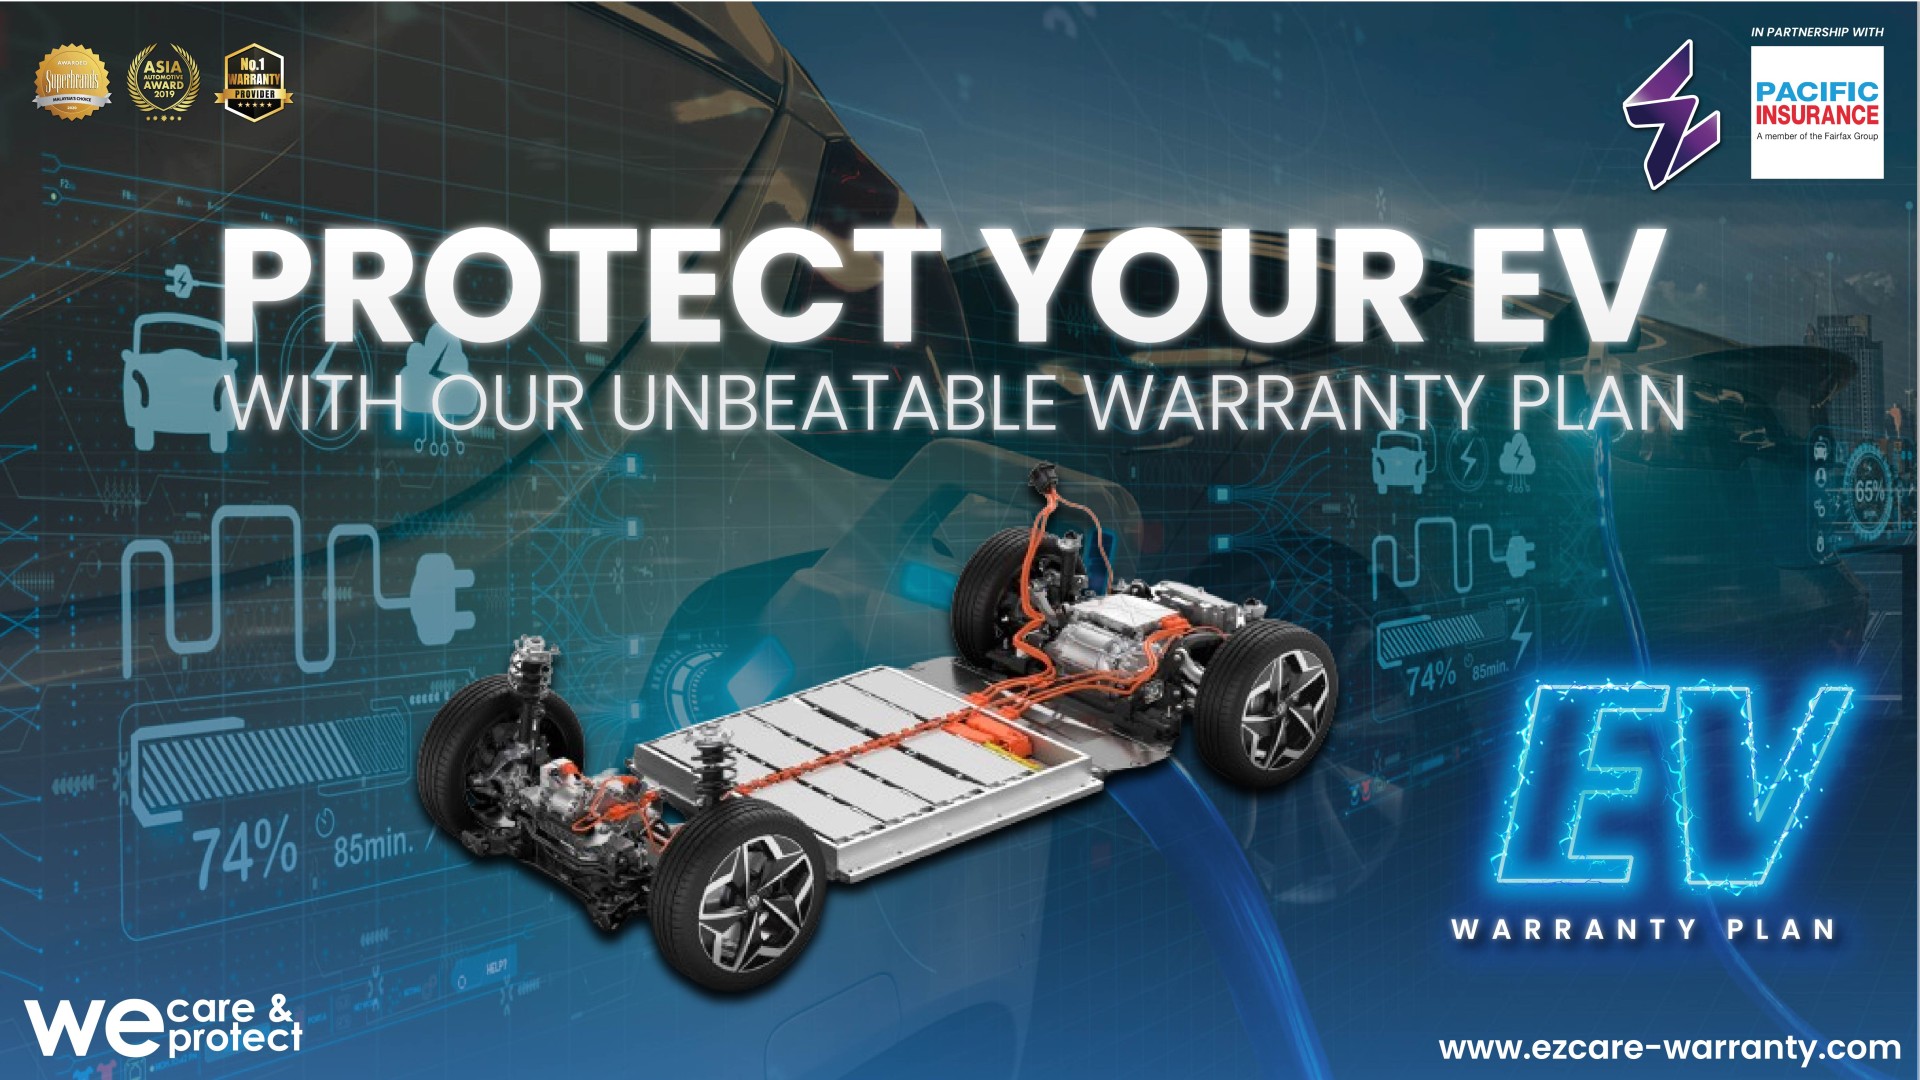 AWARDED
Superbrands
MALAYSIA'S CHOICE
ASIA
AUTOMOTIVE
AWARD
2019
No.1
WARRANTY
PROVIDER
IN PARTNERSHIP WITH
PACIFIC
INSURANCE
A member of the Fairfax Group
PROTECT YOUR EV
WITH OUR UNBEATABLE WARRANTY PLAN
65%
74%
85min.
74%
85min.
HELP?
EV
WARRANTY PLAN
we care &
protect
www.ezcare-warranty.com